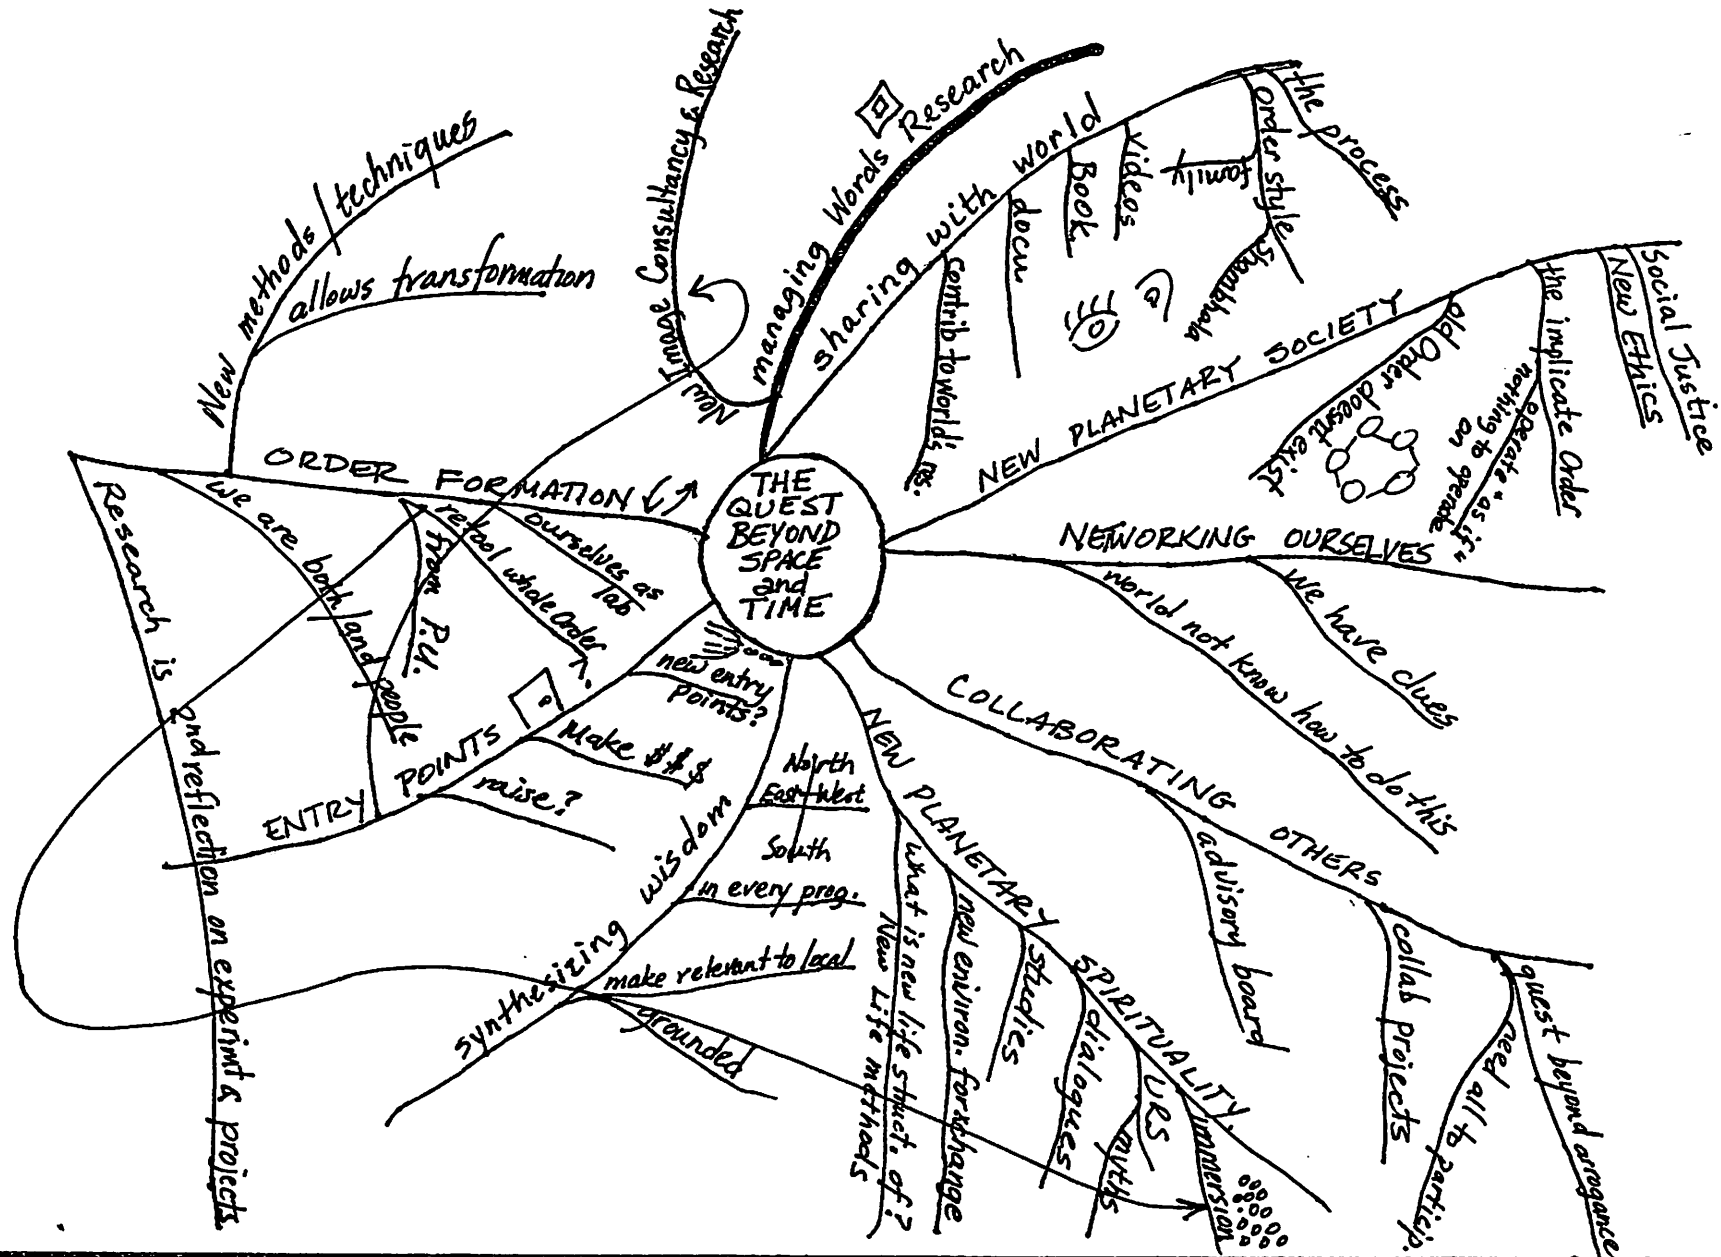 THE
QUEST
BEYOND
SPACE
and
TIME
managing Words Research
New Image Consultancy & Research
sharing with world
contrib to world's res.
docu
Book
Videos
order style
family
shambhala
the process
NEW PLANETARY SOCIETY
old Order doesnt exist
the implicate Order
operate "as if"
nothing to operate
on
New Ethics
Social Justice
NETWORKING OURSELVES
world not know how to do this
we have clues
COLLABORATING OTHERS
advisory board
collab projects
quest beyond arrogance
need all to particip.
NEW PLANETARY SPIRITUALITY
what is new life struct. of?
New Life methods
new environ. for xchange
studies
dialogues
URS
myths
immersion
synthesizing wisdom
North
East West
South
in every prog.
make relevant to local
grounded
ENTRY POINTS
new entry
points?
Make $$$
raise?
ORDER FORMATION
ourselves as
lab
retool whole Order
from P.U.
we are both/and people
Research is 2nd reflection on experimt & projects.
New methods/techniques
allows transformation